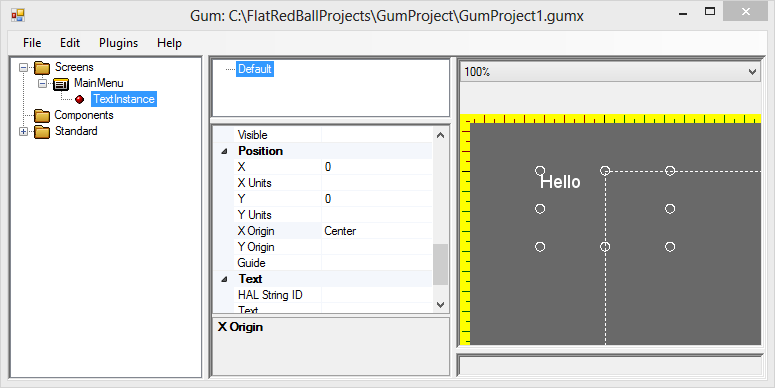 Gum: C:\FlatRedBallProjects\GumProject\GumProject1.gumx
File Edit Plugins Help
Screens
MainMenu
TextInstance
Components
Standard
Default
Visible
Position
X 0
X Units
Y 0
Y Units
X Origin Center
Y Origin
Guide
Text
HAL String ID
Text
X Origin
100%
Hello